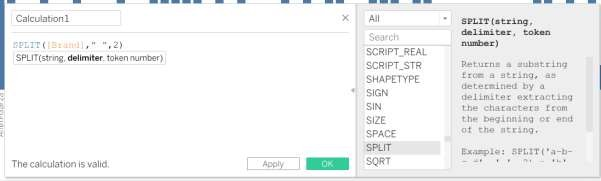 Calculation1
SPLIT([Brand]," ",2)
SPLIT(string, delimiter, token number)
The calculation is valid.
Apply
OK
All
Search
SCRIPT_REAL
SCRIPT_STR
SHAPETYPE
SIGN
SIN
SIZE
SPACE
SPLIT
SQRT
SPLIT(string,
delimiter, token
number)
Returns a substring
from a string, as
determined by a
delimiter extracting
the characters from
the beginning or end
of the string.
Example: SPLIT('a-b-